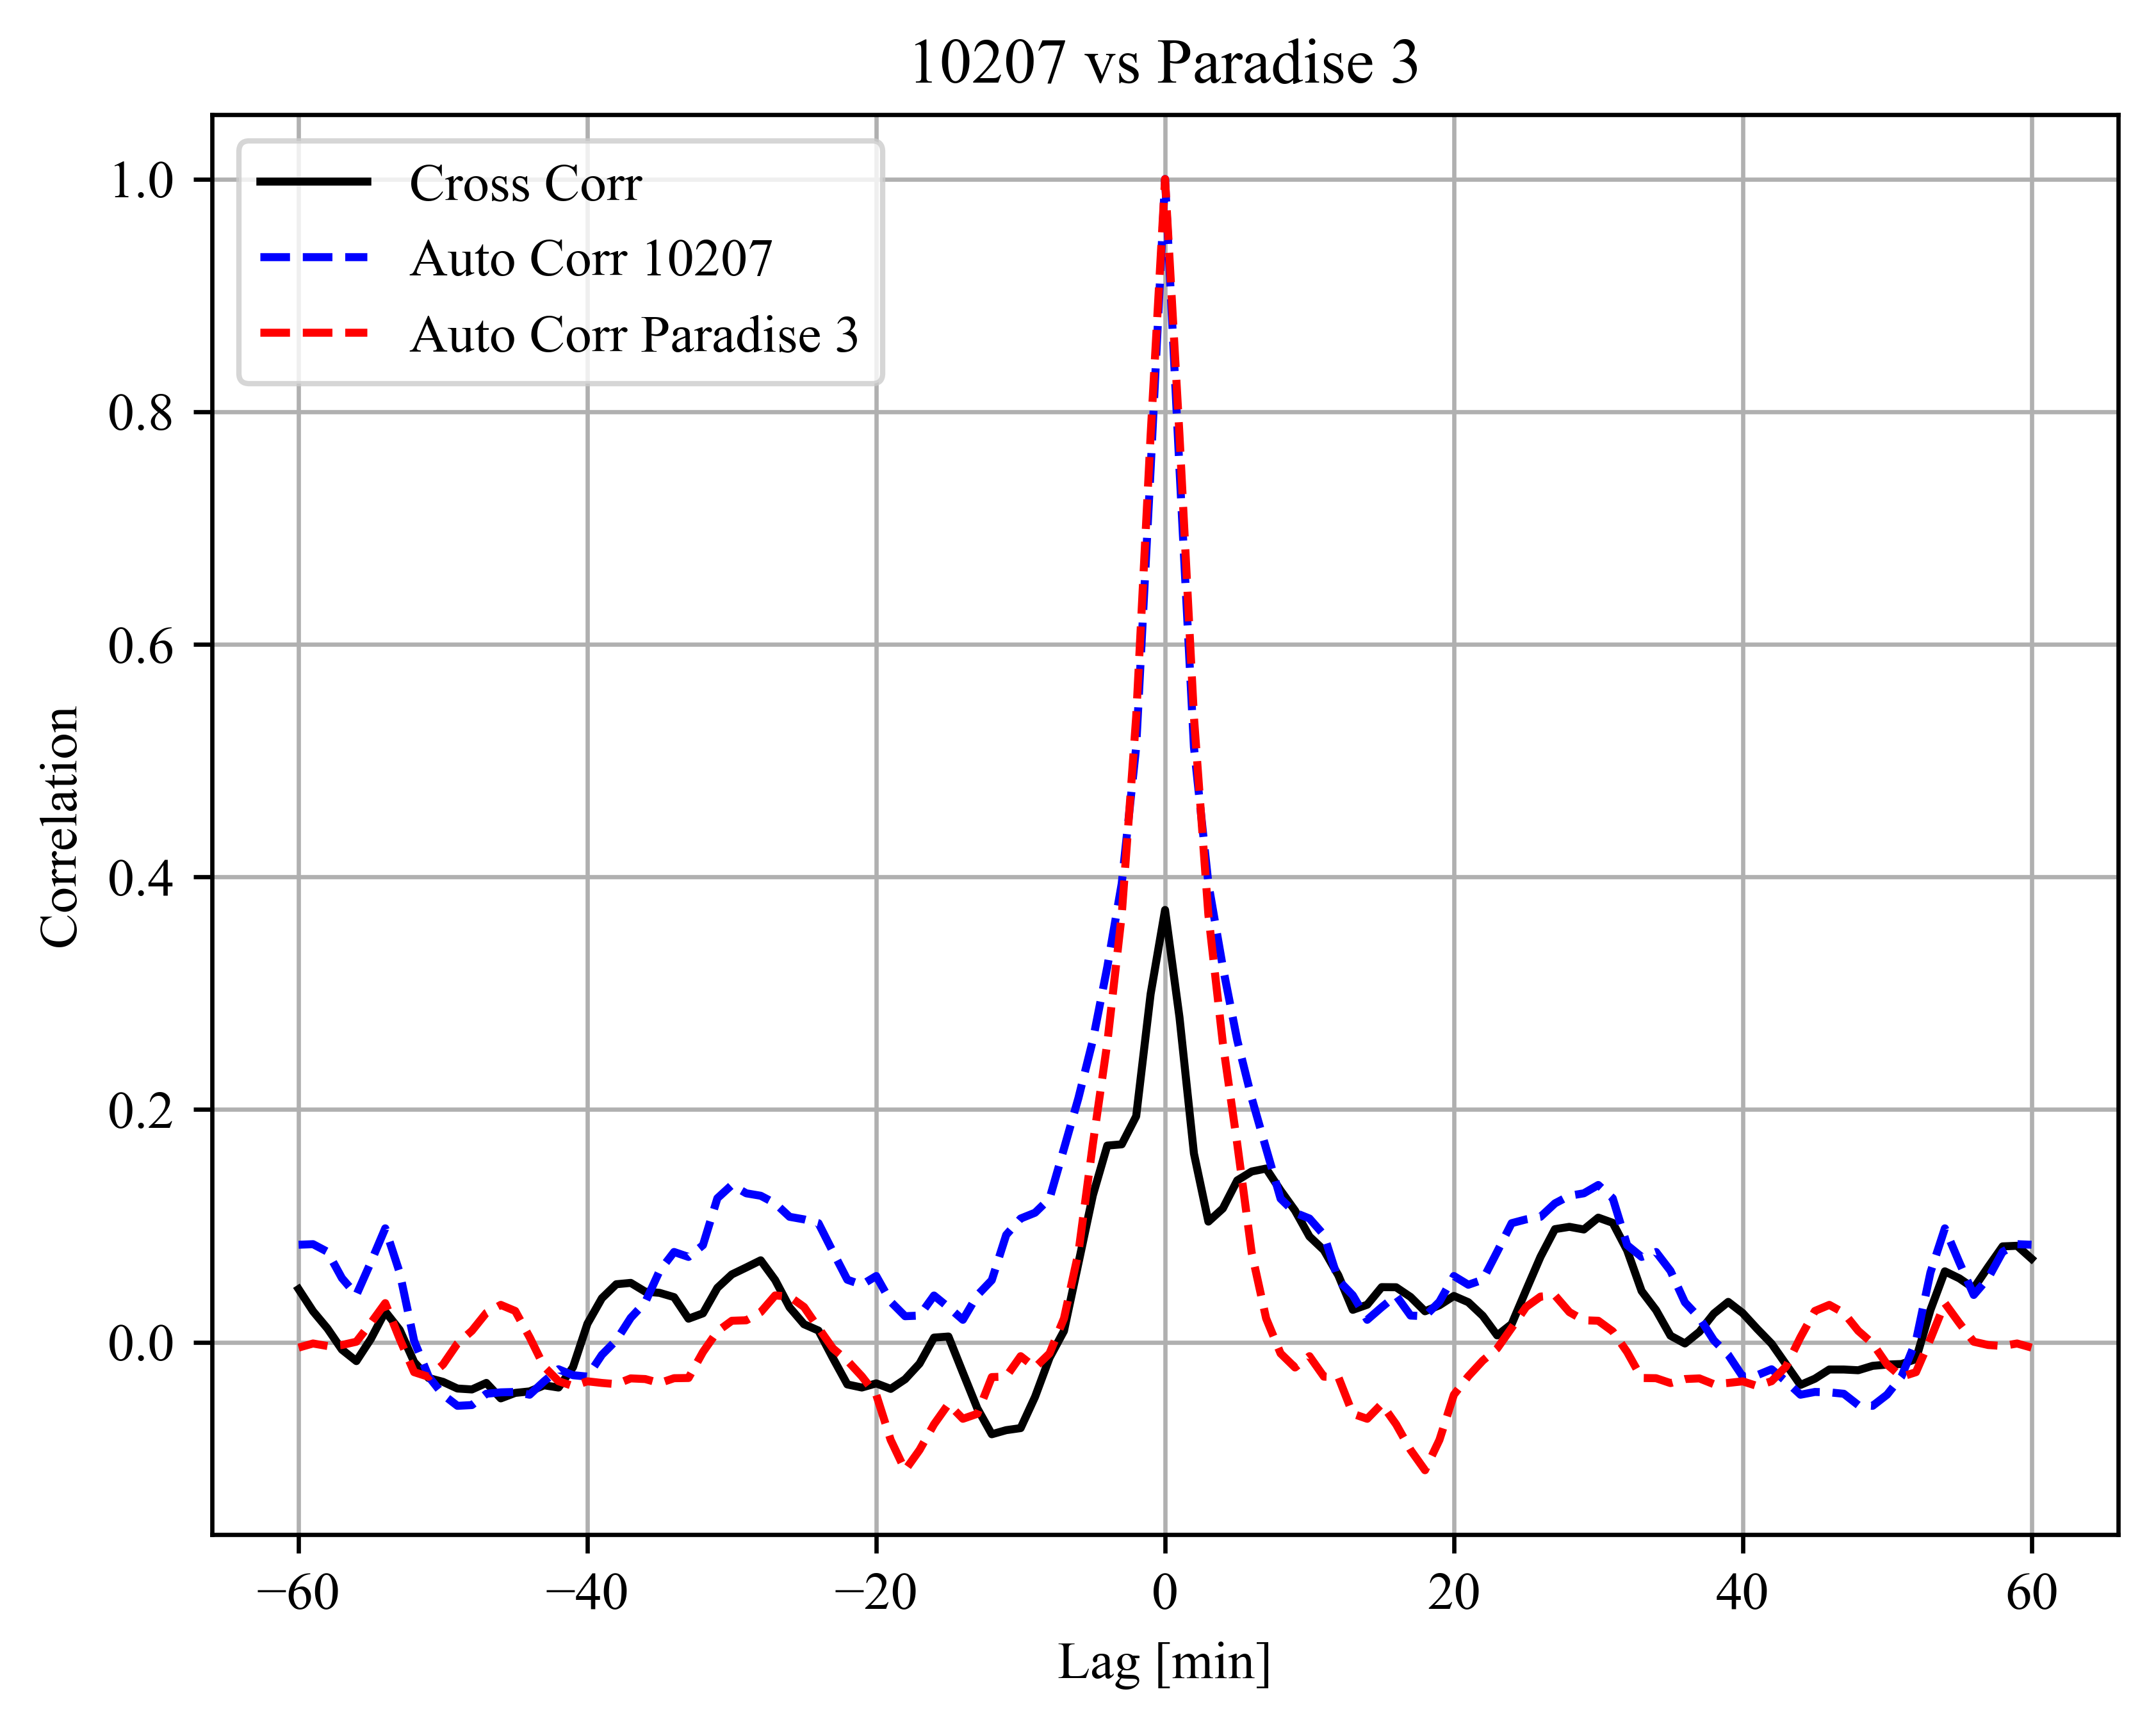 10207 vs Paradise 3
Cross Corr
Auto Corr 10207
Auto Corr Paradise 3
1.0
0.8
0.6
0.4
0.2
0.0
Correlation
−60
−40
−20
0
20
40
60
Lag [min]